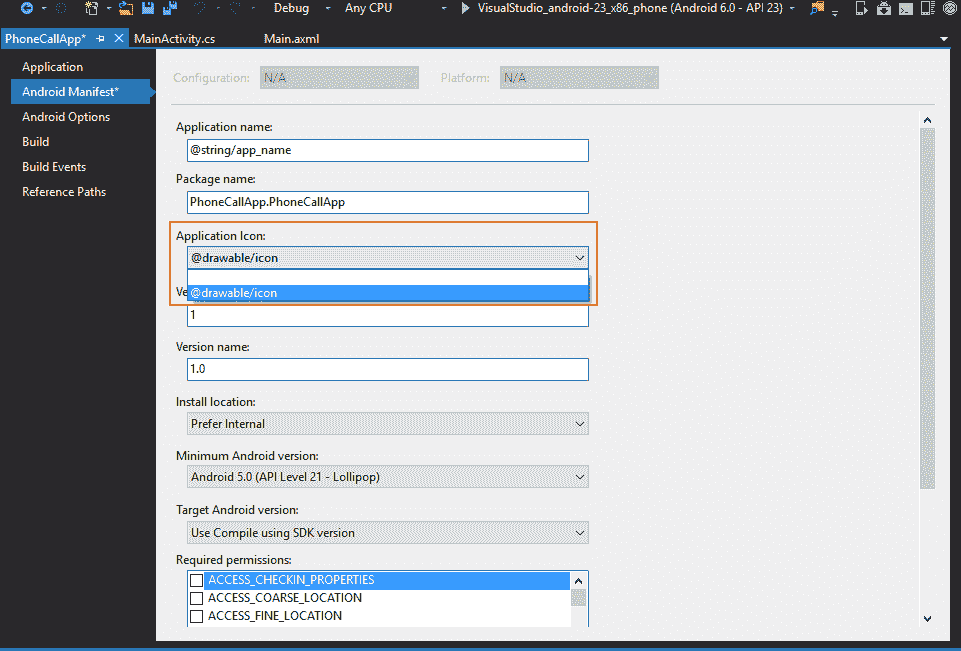 Debug Any CPU VisualStudio_android-23_x86_phone (Android 6.0 - API 23)
PhoneCallApp* MainActivity.cs Main.axml
Application
Android Manifest*
Android Options
Build
Build Events
Reference Paths
Configuration: N/A Platform: N/A
Application name:
@string/app_name
Package name:
PhoneCallApp.PhoneCallApp
Application Icon:
@drawable/icon
Ve @drawable/icon
1
Version name:
1.0
Install location:
Prefer Internal
Minimum Android version:
Android 5.0 (API Level 21 - Lollipop)
Target Android version:
Use Compile using SDK version
Required permissions:
ACCESS_CHECKIN_PROPERTIES
ACCESS_COARSE_LOCATION
ACCESS_FINE_LOCATION